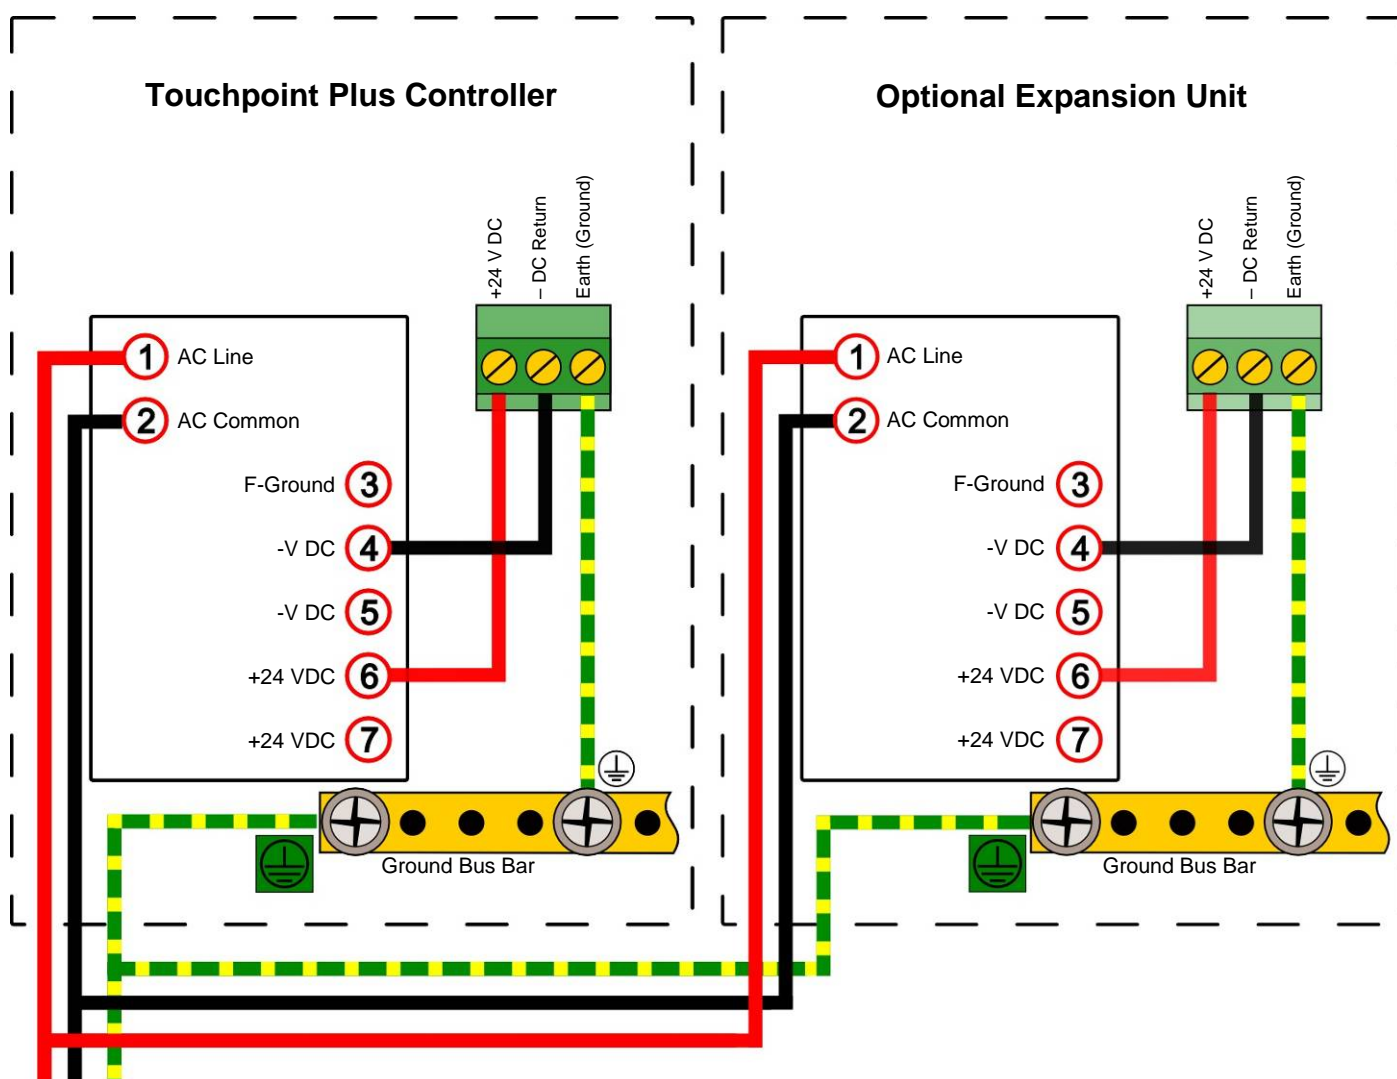 Touchpoint Plus Controller
+24 V DC
– DC Return
Earth (Ground)
1 AC Line
2 AC Common
F-Ground 3
-V DC 4
-V DC 5
+24 VDC 6
+24 VDC 7
Ground Bus Bar
Optional Expansion Unit
+24 V DC
– DC Return
Earth (Ground)
1 AC Line
2 AC Common
F-Ground 3
-V DC 4
-V DC 5
+24 VDC 6
+24 VDC 7
Ground Bus Bar